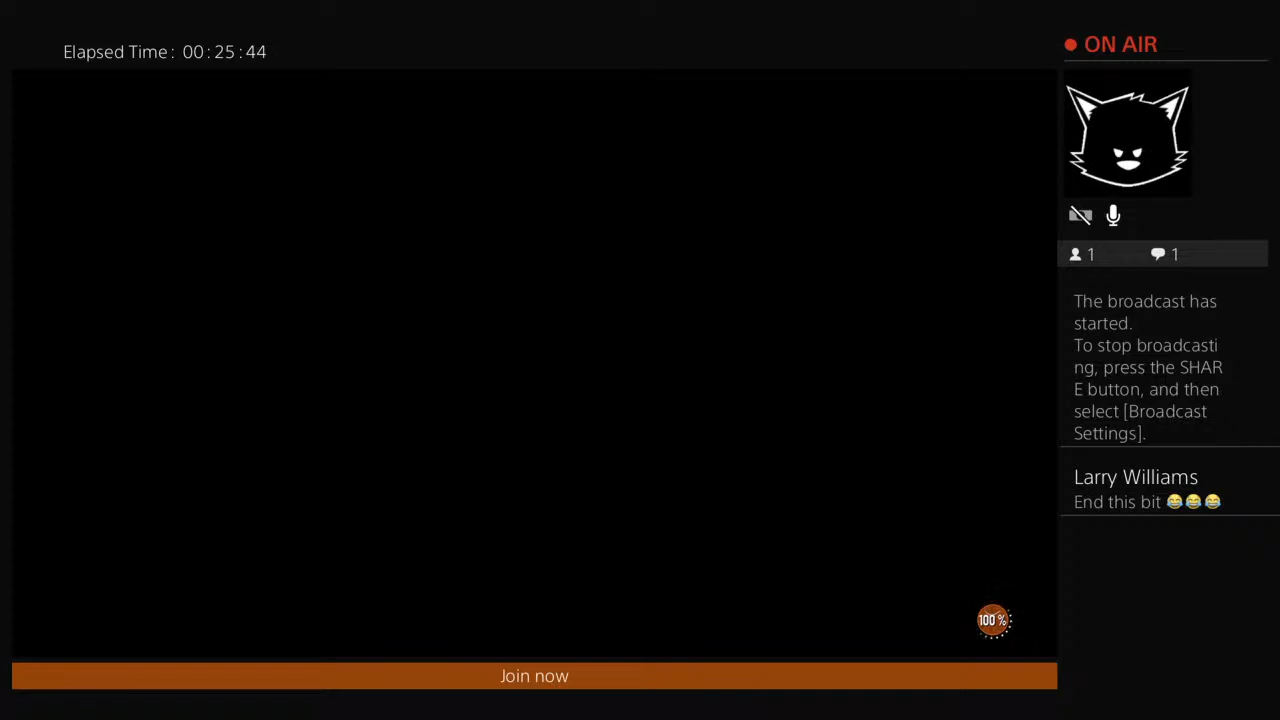 Elapsed Time: 00:25:44
ON AIR
1
1
The broadcast has
started.
To stop broadcasti
ng, press the SHAR
E button, and then
select [Broadcast
Settings].
Larry Williams
End this bit 😂😂😂
100%
Join now